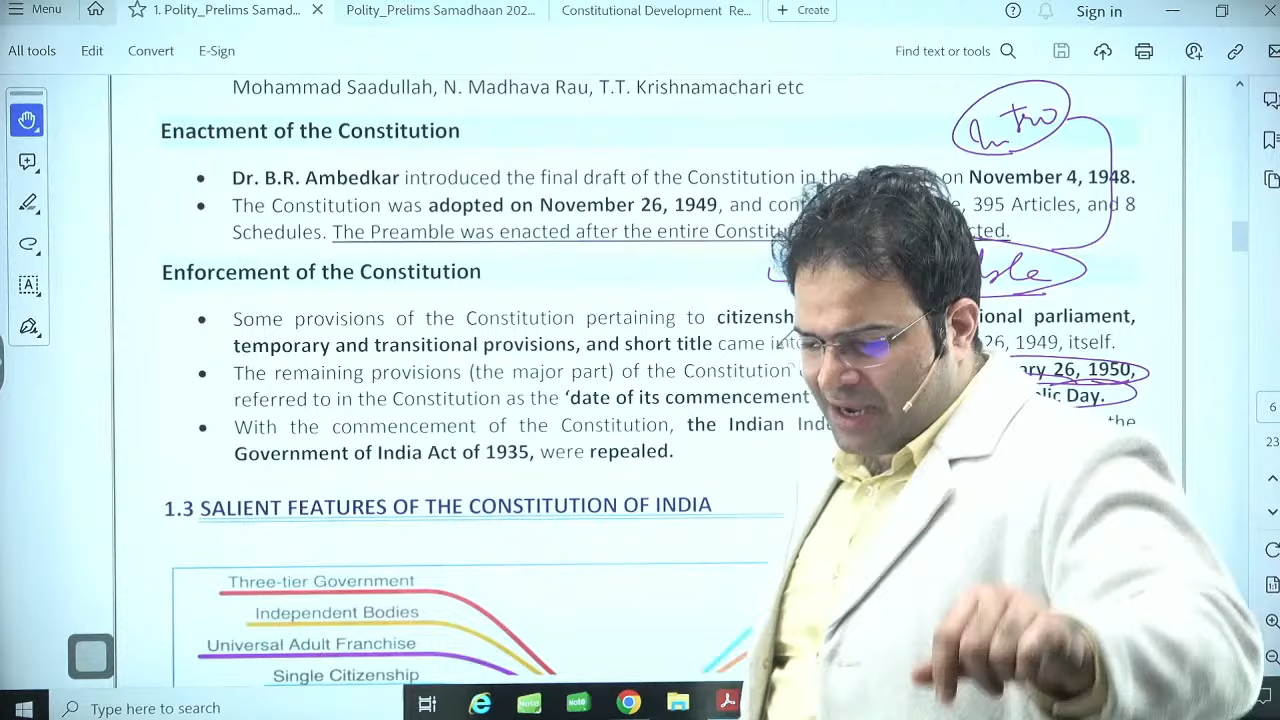 Menu
1. Polity_Prelims Samad...
Polity_Prelims Samadhaan 202...
Constitutional Development Re...
+ Create
Sign in
All tools
Edit
Convert
E-Sign
Find text or tools
Mohammad Saadullah, N. Madhava Rau, T.T. Krishnamachari etc
Intro
Enactment of the Constitution
• Dr. B.R. Ambedkar introduced the final draft of the Constitution in the on November 4, 1948.
• The Constitution was adopted on November 26, 1949, and 395 Articles, and 8
Schedules. The Preamble was enacted after the entire
Enforcement of the Constitution
• Some provisions of the Constitution pertaining to parliament,
temporary and transitional provisions, and short title came 26, 1949, itself.
• The remaining provisions (the major part) of the Constitution 26, 1950,
referred to in the Constitution as the ‘date of its commencement Day.
• With the commencement of the Constitution, the Indian the
Government of India Act of 1935, were repealed.
6
23
1.3 SALIENT FEATURES OF THE CONSTITUTION OF INDIA
Three-tier Government
Independent Bodies
Universal Adult Franchise
Single Citizenship
Type here to search